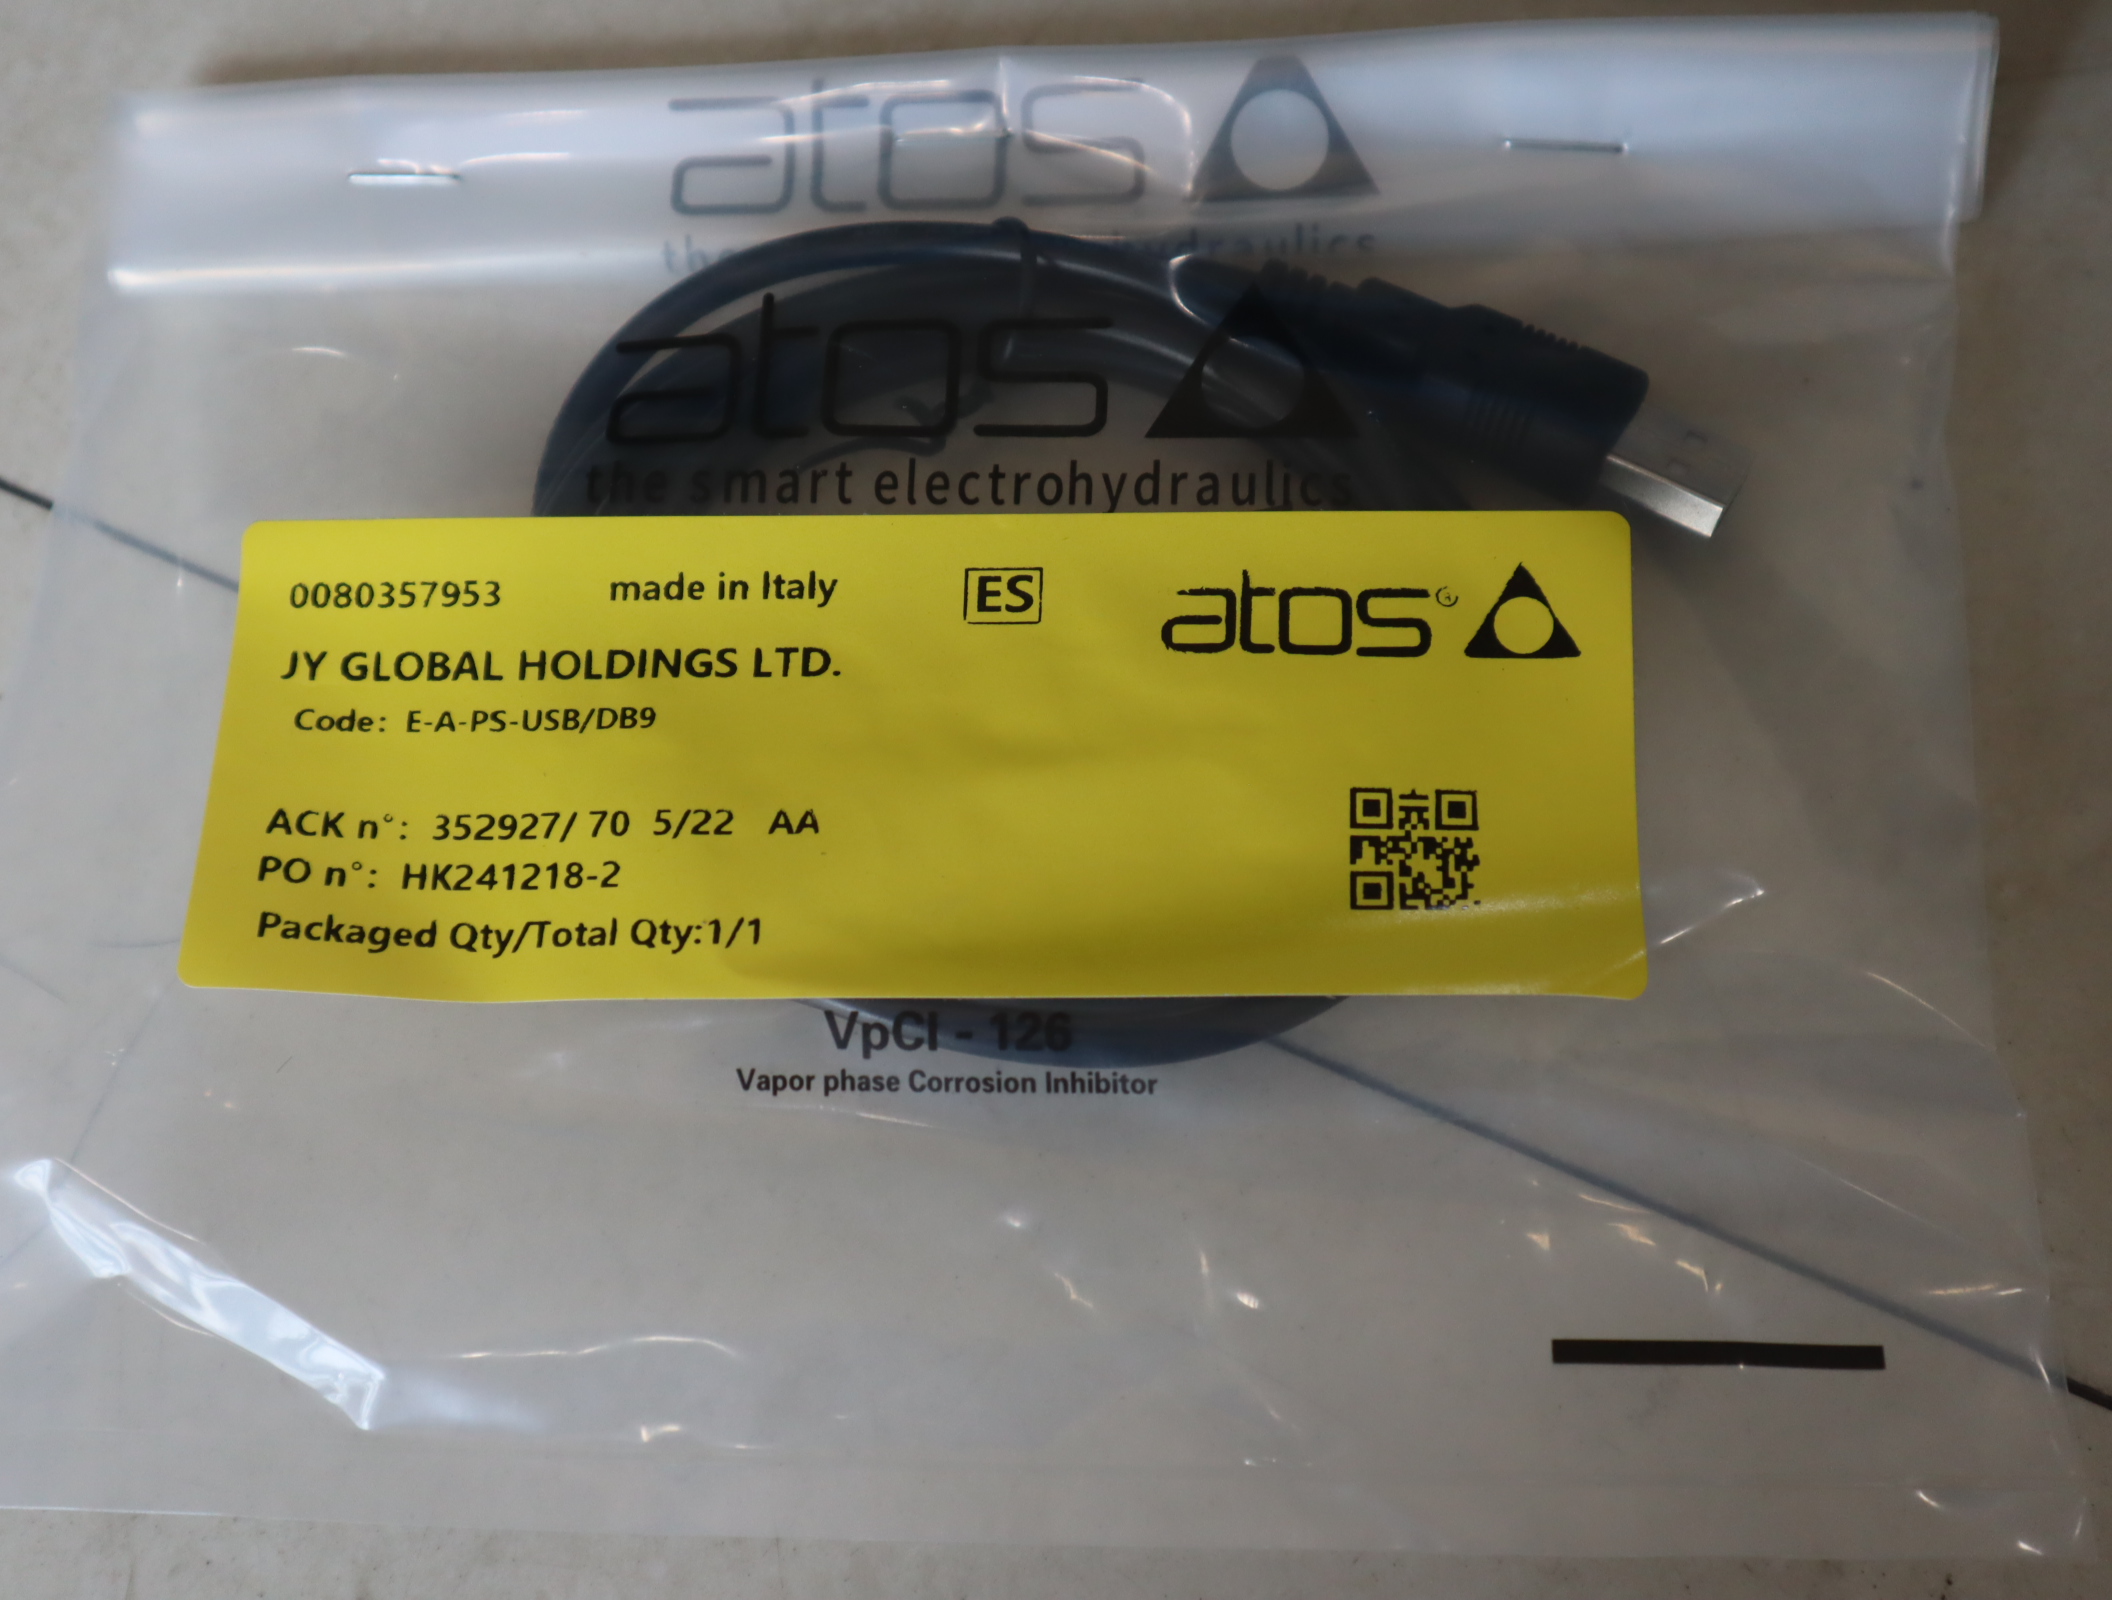 atos
the hydraulics
atos
the smart electrohydraulics
0080357953 made in Italy ES atos
JY GLOBAL HOLDINGS LTD.
Code: E-A-PS-USB/DB9
ACK n°: 352927/ 70 5/22 AA
PO n°: HK241218-2
Packaged Qty/Total Qty:1/1
VpCI - 126
Vapor phase Corrosion Inhibitor